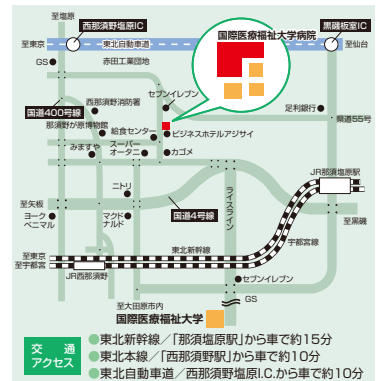 至塩原
西那須野塩原IC
黒磯板室IC
国際医療福祉大学病院
至東京
東北自動車道
至仙台
GS
赤田工業団地
セブンイレブン
西那須野消防署
足利銀行
国道400号線
県道55号
那須野が原博物館
給食センター
ビジネスホテルアジサイ
みますや
スーパー
オータニ
カゴメ
JR那須塩原駅
ニトリ
ライスライン
至矢板
ヨーク
ベニマル
マクド
ナルド
国道4号線
至黒磯
宇都宮線
東北新幹線
至東京
至宇都宮
JR西那須野
セブンイレブン
GS
至大田原市内
国際医療福祉大学
交通
アクセス
●東北新幹線／「那須塩原駅」から車で約15分
●東北本線／「西那須野駅」から車で約10分
●東北自動車道／西那須野塩原I.C.から車で約10分